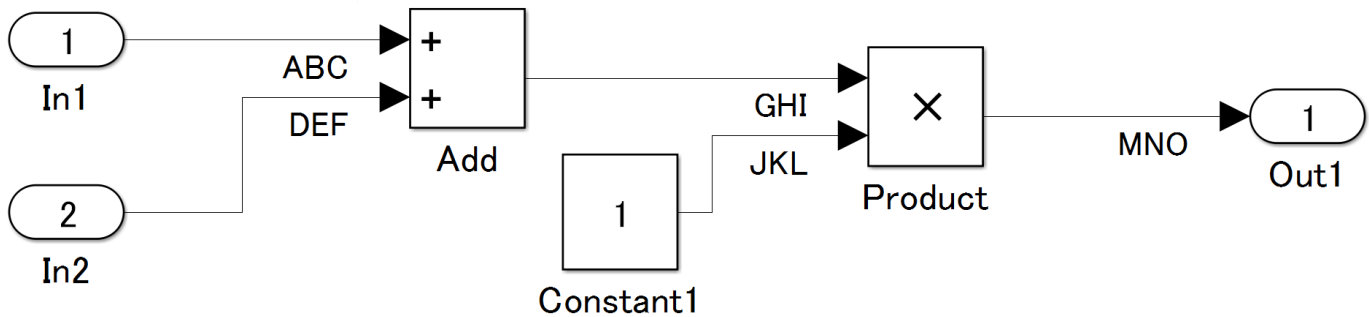 1
In1
ABC
+
+
DEF
Add
2
In2
GHI
JKL
×
Product
1
Constant1
MNO
1
Out1